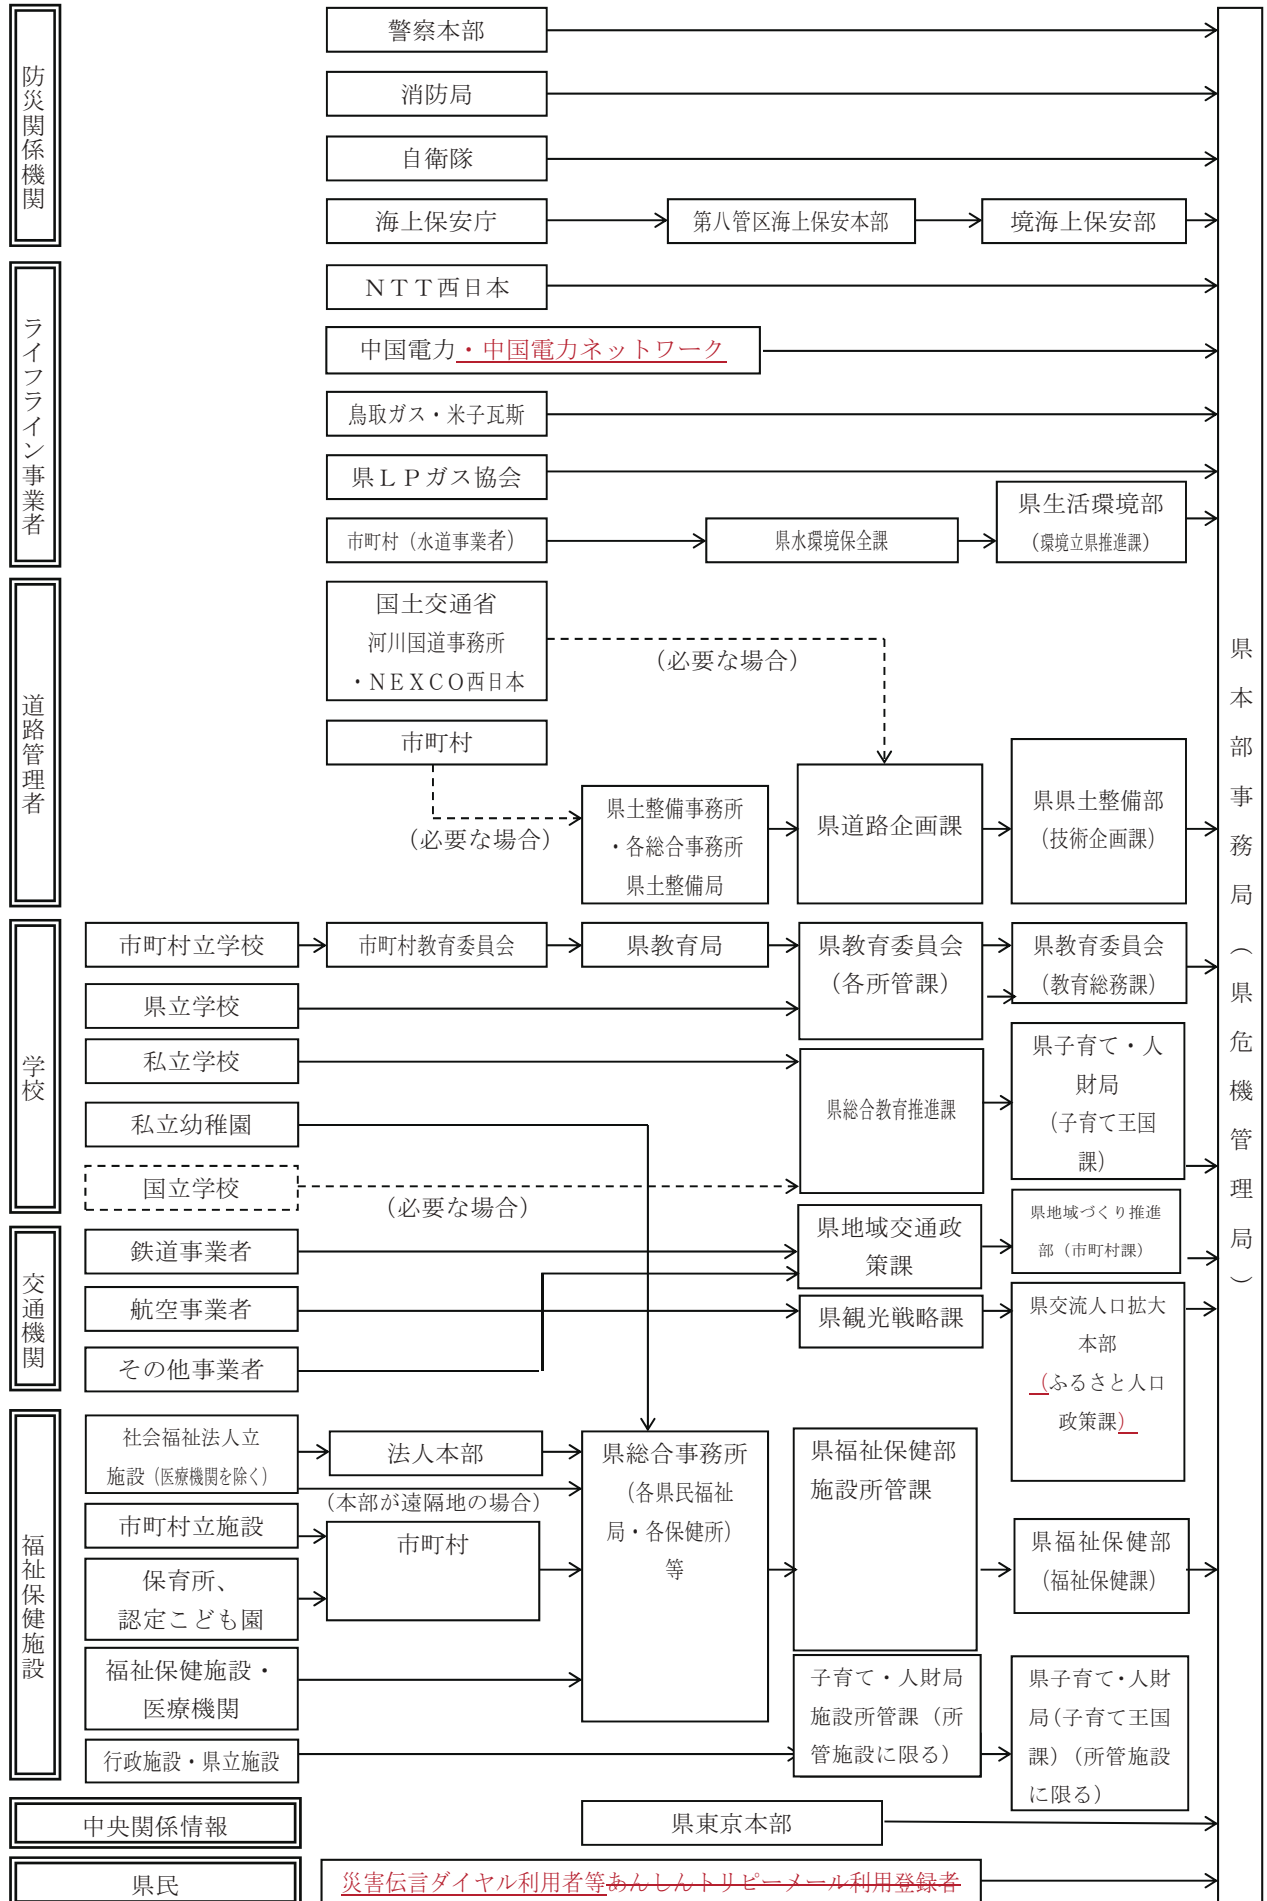 防災関係機関
警察本部
消防局
自衛隊
海上保安庁
第八管区海上保安本部
境海上保安部
ライフライン事業者
ＮＴＴ西日本
中国電力・中国電力ネットワーク
鳥取ガス・米子瓦斯
県ＬＰガス協会
市町村（水道事業者）
県水環境保全課
県生活環境部
（環境立県推進課）
道路管理者
国土交通省
河川国道事務所
・ＮＥＸＣＯ西日本
（必要な場合）
市町村
（必要な場合）
県土整備事務所
・各総合事務所
県土整備局
県道路企画課
県県土整備部
（技術企画課）
学校
市町村立学校
市町村教育委員会
県教育局
県教育委員会
（各所管課）
県教育委員会
（教育総務課）
県立学校
私立学校
県総合教育推進課
県子育て・人
財局
（子育て王国
課）
私立幼稚園
国立学校
（必要な場合）
交通機関
鉄道事業者
県地域交通政
策課
県地域づくり推進
部（市町村課）
航空事業者
県観光戦略課
県交流人口拡大
本部
（ふるさと人口
政策課）
その他事業者
福祉保健施設
社会福祉法人立
施設（医療機関を除く）
法人本部
（本部が遠隔地の場合）
県総合事務所
（各県民福祉
局・各保健所）
等
県福祉保健部
施設所管課
県福祉保健部
（福祉保健課）
市町村立施設
市町村
保育所、
認定こども園
福祉保健施設・
医療機関
行政施設・県立施設
子育て・人財局
施設所管課（所
管施設に限る）
県子育て・人財
局（子育て王国
課）（所管施設
に限る）
中央関係情報
県東京本部
県民
災害伝言ダイヤル利用者等あんしんトリピーメール利用登録者
県本部事務局（県危機管理局）